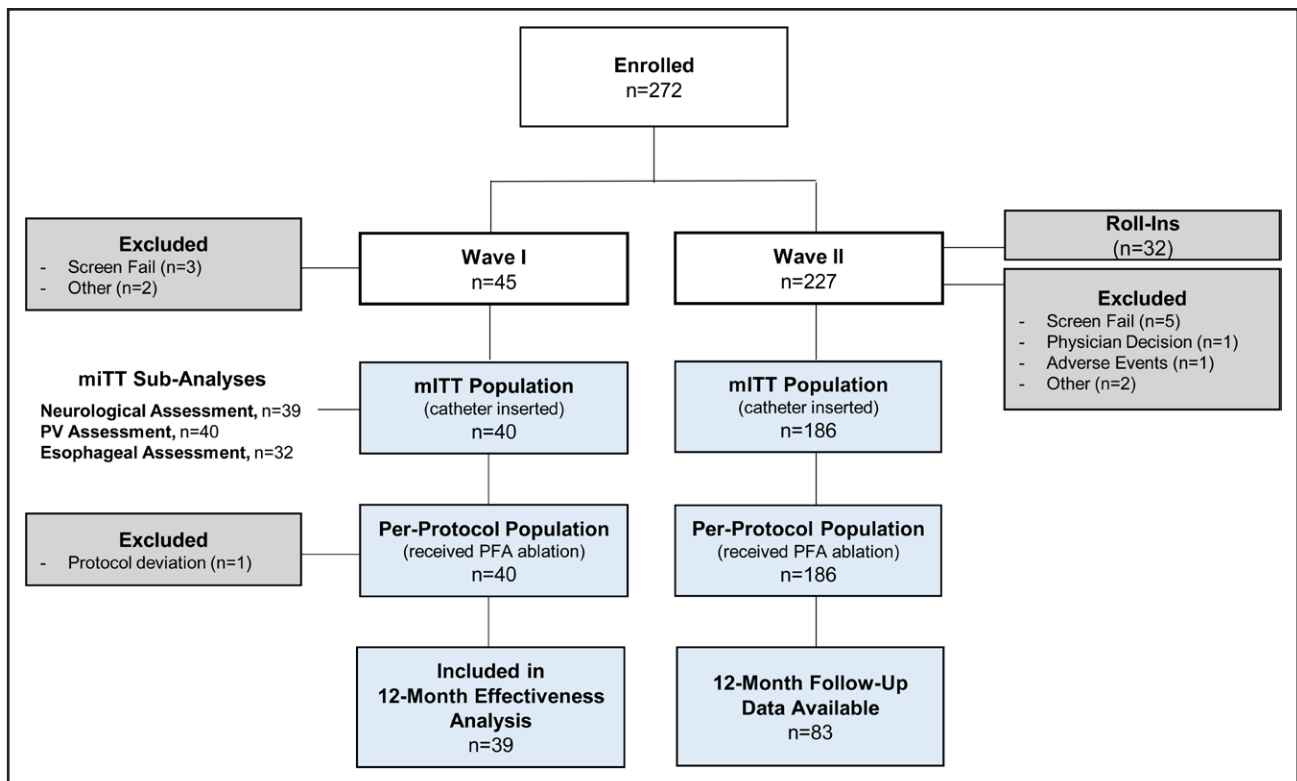 Enrolled
n=272
Excluded
- Screen Fail (n=3)
- Other (n=2)
Wave I
n=45
Wave II
n=227
Roll-Ins
(n=32)
Excluded
- Screen Fail (n=5)
- Physician Decision (n=1)
- Adverse Events (n=1)
- Other (n=2)
miTT Sub-Analyses
Neurological Assessment, n=39
PV Assessment, n=40
Esophageal Assessment, n=32
mITT Population
(catheter inserted)
n=40
mITT Population
(catheter inserted)
n=186
Excluded
- Protocol deviation (n=1)
Per-Protocol Population
(received PFA ablation)
n=40
Per-Protocol Population
(received PFA ablation)
n=186
Included in
12-Month Effectiveness
Analysis
n=39
12-Month Follow-Up
Data Available
n=83